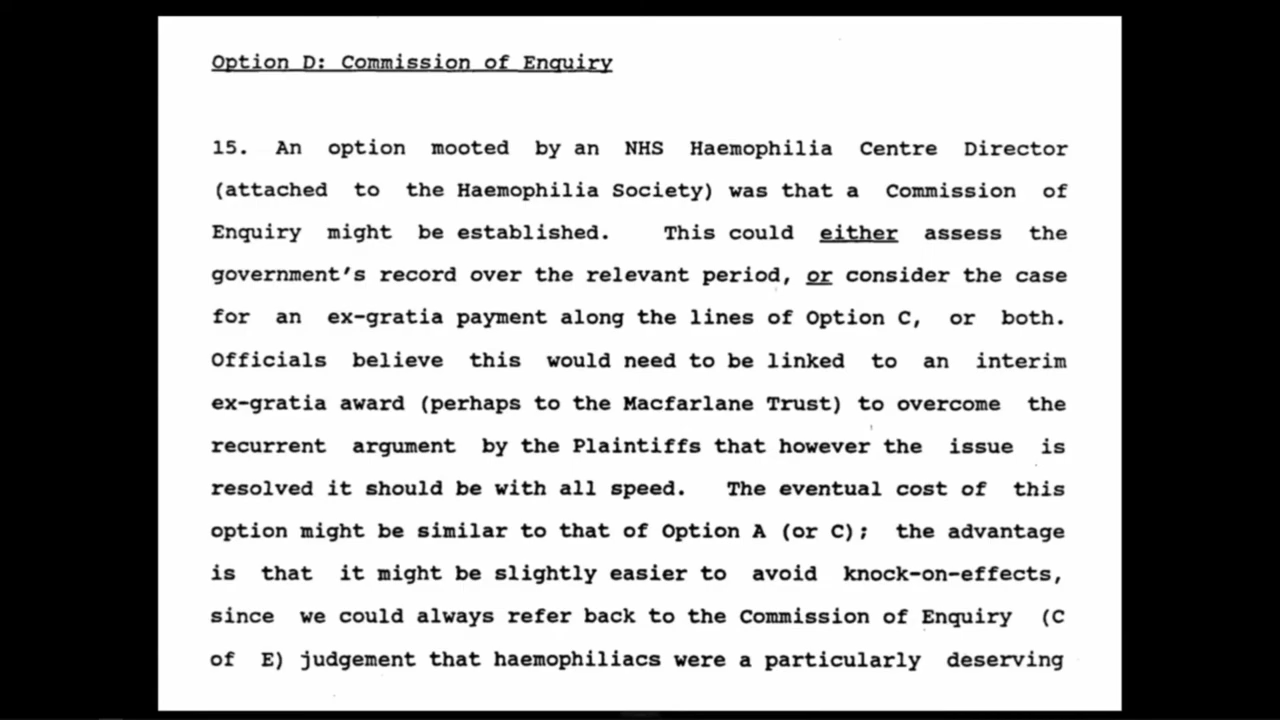 Option D: Commission of Enquiry
15. An option mooted by an NHS Haemophilia Centre Director
(attached to the Haemophilia Society) was that a Commission of
Enquiry might be established. This could either assess the
government's record over the relevant period, or consider the case
for an ex-gratia payment along the lines of Option C, or both.
Officials believe this would need to be linked to an interim
ex-gratia award (perhaps to the Macfarlane Trust) to overcome the
recurrent argument by the Plaintiffs that however the issue is
resolved it should be with all speed. The eventual cost of this
option might be similar to that of Option A (or C); the advantage
is that it might be slightly easier to avoid knock-on-effects,
since we could always refer back to the Commission of Enquiry (C
of E) judgement that haemophiliacs were a particularly deserving